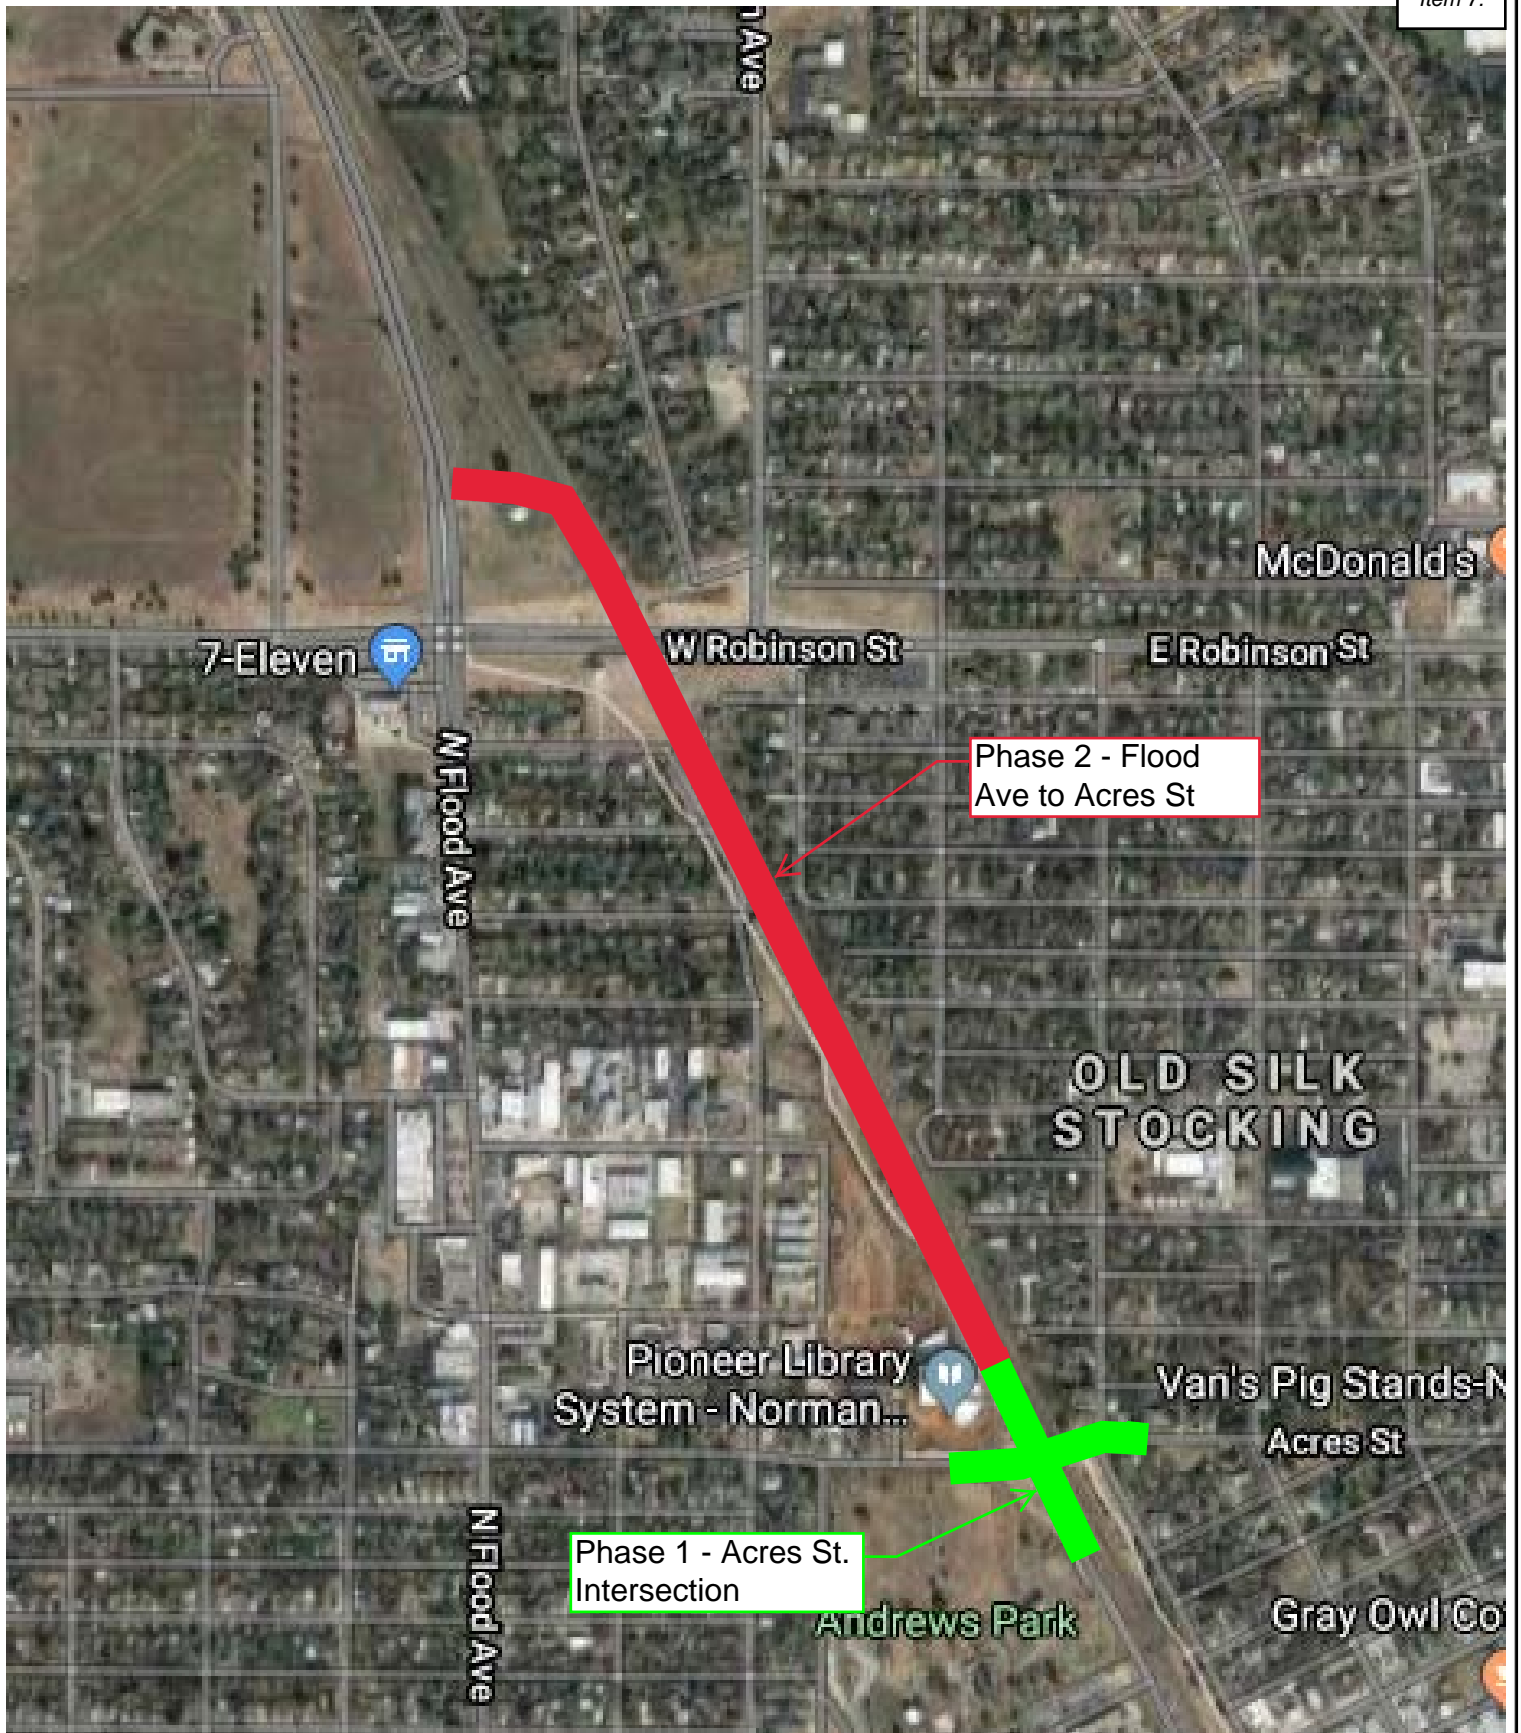 Item 7.
n Ave
McDonald's
7-Eleven
W Robinson St
E Robinson St
N Flood Ave
Phase 2 - Flood
Ave to Acres St
OLD SILK
STOCKING
Pioneer Library
System - Norman...
Van's Pig Stands-N
Acres St
N Flood Ave
Phase 1 - Acres St.
Intersection
Andrews Park
Gray Owl Co